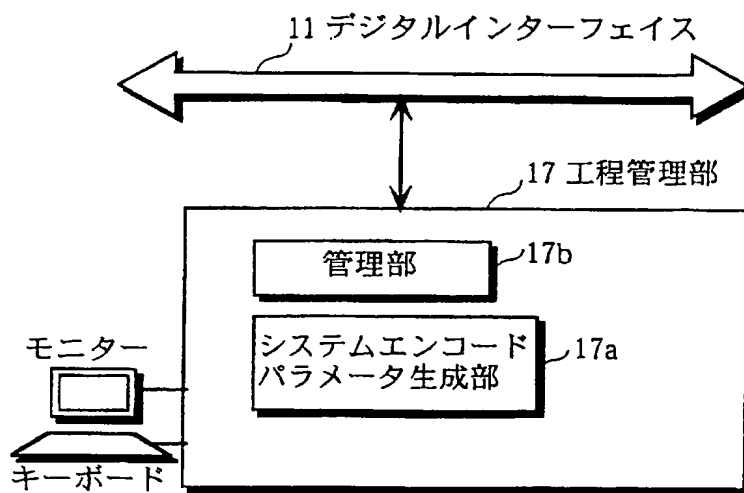 11 デジタルインターフェイス
17 工程管理部
管理部
17b
システムエンコード
パラメータ生成部
17a
モニター
キーボード